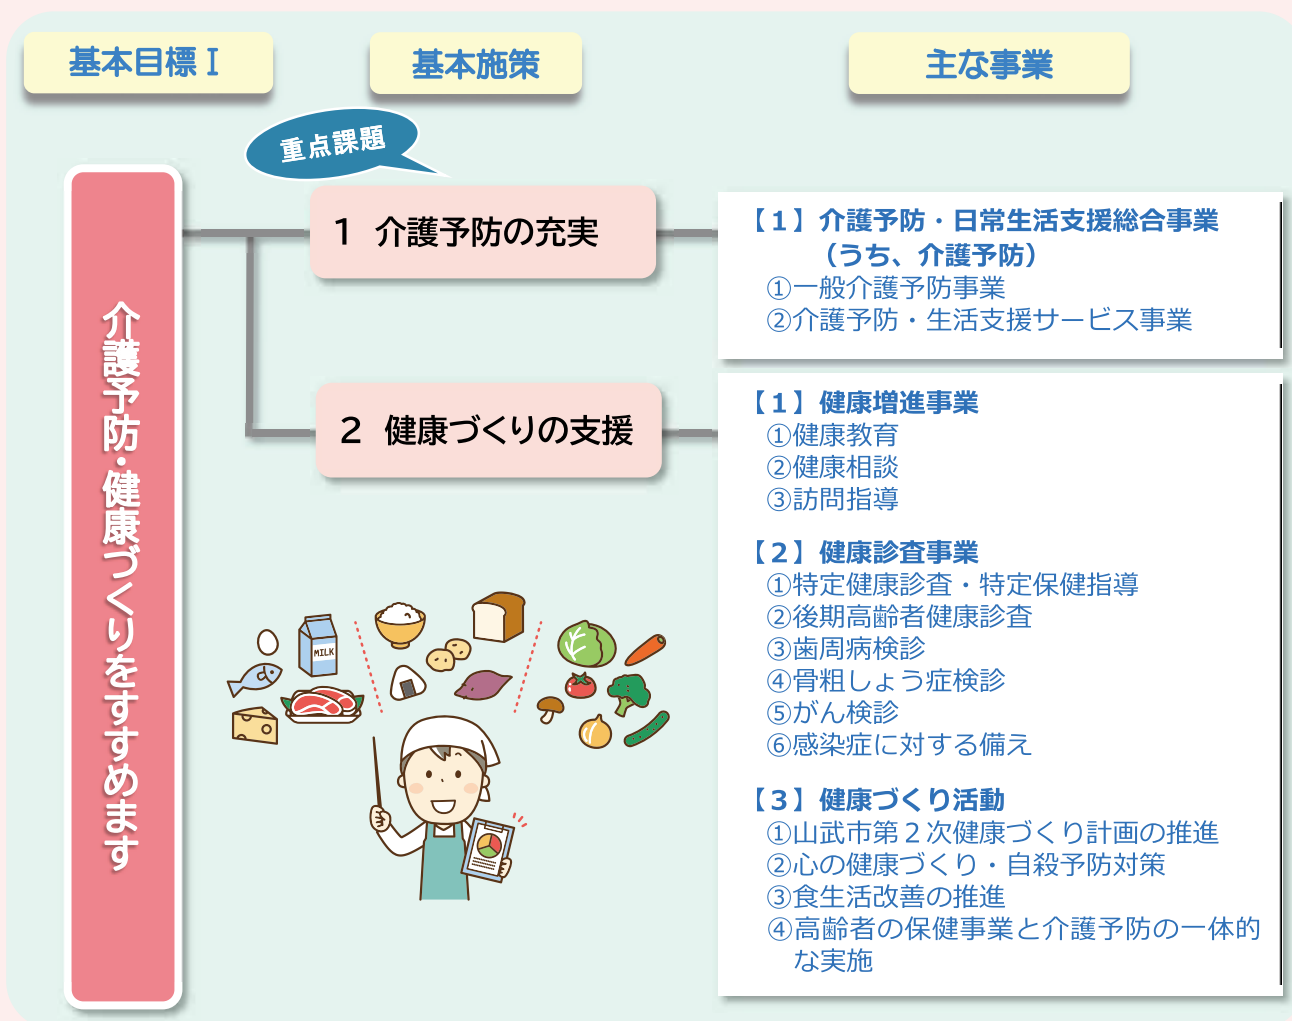 基本目標Ⅰ
基本施策
主な事業
重点課題
介護予防・健康づくりをすすめます
1 介護予防の充実
【1】介護予防・日常生活支援総合事業
（うち、介護予防）
①一般介護予防事業
②介護予防・生活支援サービス事業
2 健康づくりの支援
【1】健康増進事業
①健康教育
②健康相談
③訪問指導
【2】健康診査事業
①特定健康診査・特定保健指導
②後期高齢者健康診査
③歯周病検診
④骨粗しょう症検診
⑤がん検診
⑥感染症に対する備え
【3】健康づくり活動
①山武市第２次健康づくり計画の推進
②心の健康づくり・自殺予防対策
③食生活改善の推進
④高齢者の保健事業と介護予防の一体的
な実施
MILK